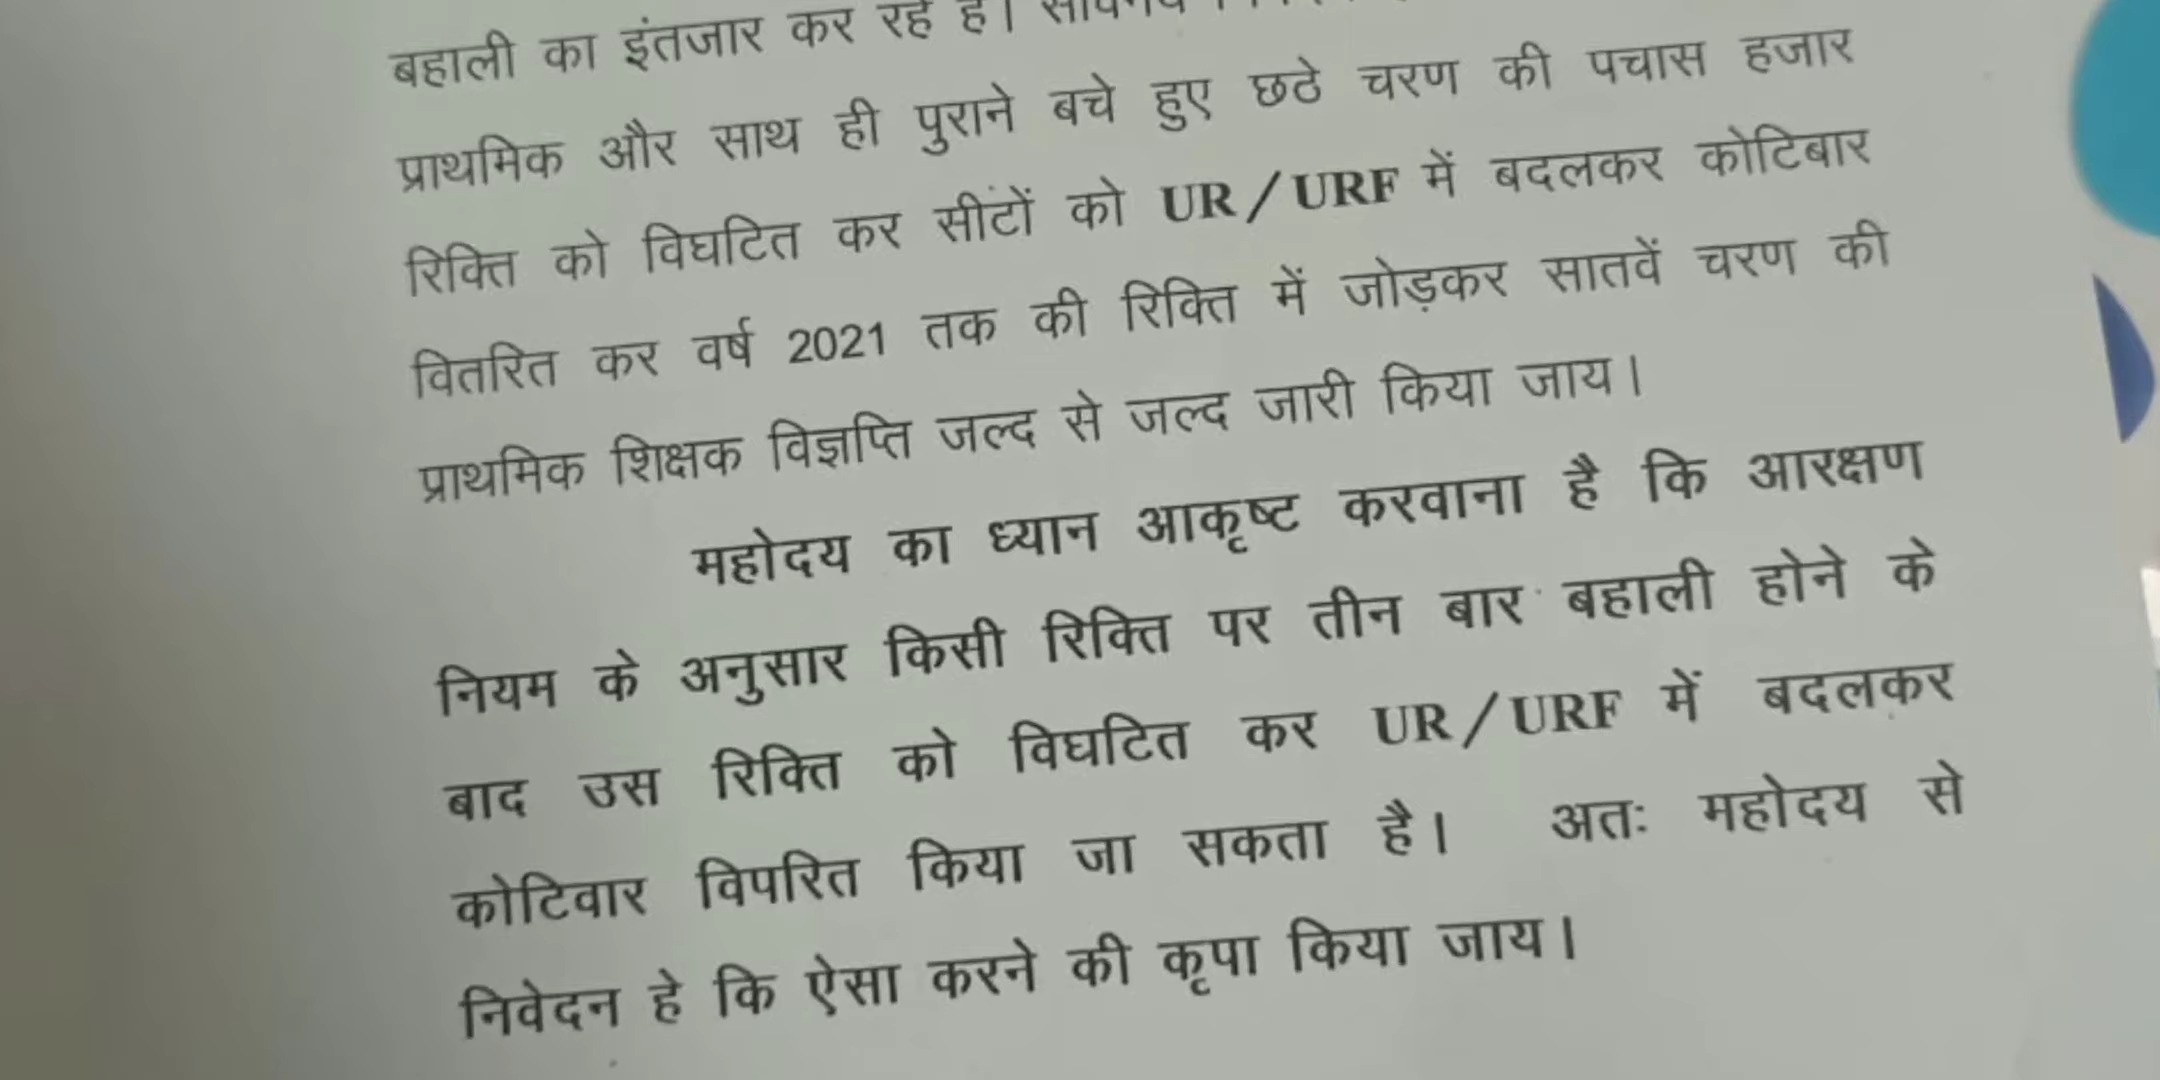 बहाली का इंतजार कर रहे हैं।
प्राथमिक और साथ ही पुराने बचे हुए छठे चरण की पचास हजार
रिक्ति को विघटित कर सींटों को UR/URF में बदलकर कोटिबार
वितरित कर वर्ष 2021 तक की रिक्ति में जोड़कर सातवें चरण की
प्राथमिक शिक्षक विज्ञप्ति जल्द से जल्द जारी किया जाय।
महोदय का ध्यान आकृष्ट करवाना है कि आरक्षण
नियम के अनुसार किसी रिक्ति पर तीन बार बहाली होने के
बाद उस रिक्ति को विघटित कर UR/URF में बदलकर
कोटिवार विपरित किया जा सकता है। अतः महोदय से
निवेदन हे कि ऐसा करने की कृपा किया जाय।